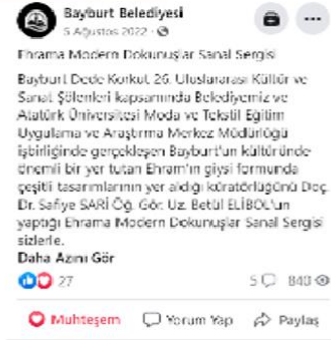 Bayburt Belediyesi
5 Ağustos 2022 ·
Ehrama Modern Dokunuşlar Sanal Sergisi
Bayburt Dede Korkut 26. Uluslararası Kültür ve
Sanat Şölenleri kapsamında Belediyemiz ve
Atatürk Üniversitesi Moda ve Tekstil Eğitim
Uygulama ve Araştırma Merkez Müdürlüğü
işbirliğinde gerçekleşen Bayburt'un kültüründe
önemli bir yer tutan Ehram'ın giysi formunda
çeşitli tasarımlarının yer aldığı küratörlüğünü Doç.
Dr. Safiye SARİ Öğ. Gör. Uz. Betül ELİBOL'un
yaptığı Ehrama Modern Dokunuşlar Sanal Sergisi
sizlerle.
Daha Azını Gör
27 5 840
Muhteşem Yorum Yap Paylaş